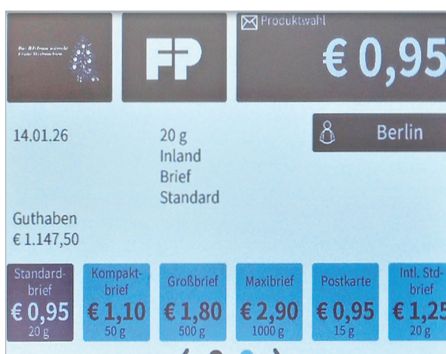 Produktwahl
€ 0,95
FP
14.01.26
20 g
Inland
Brief
Standard
Berlin
Guthaben
€ 1.147,50
Standard-
brief
€ 0,95
20 g
Kompakt-
brief
€ 1,10
50 g
Großbrief
€ 1,80
500 g
Maxibrief
€ 2,90
1000 g
Postkarte
€ 0,95
15 g
Intl. Std-
brief
€ 1,25
20 g